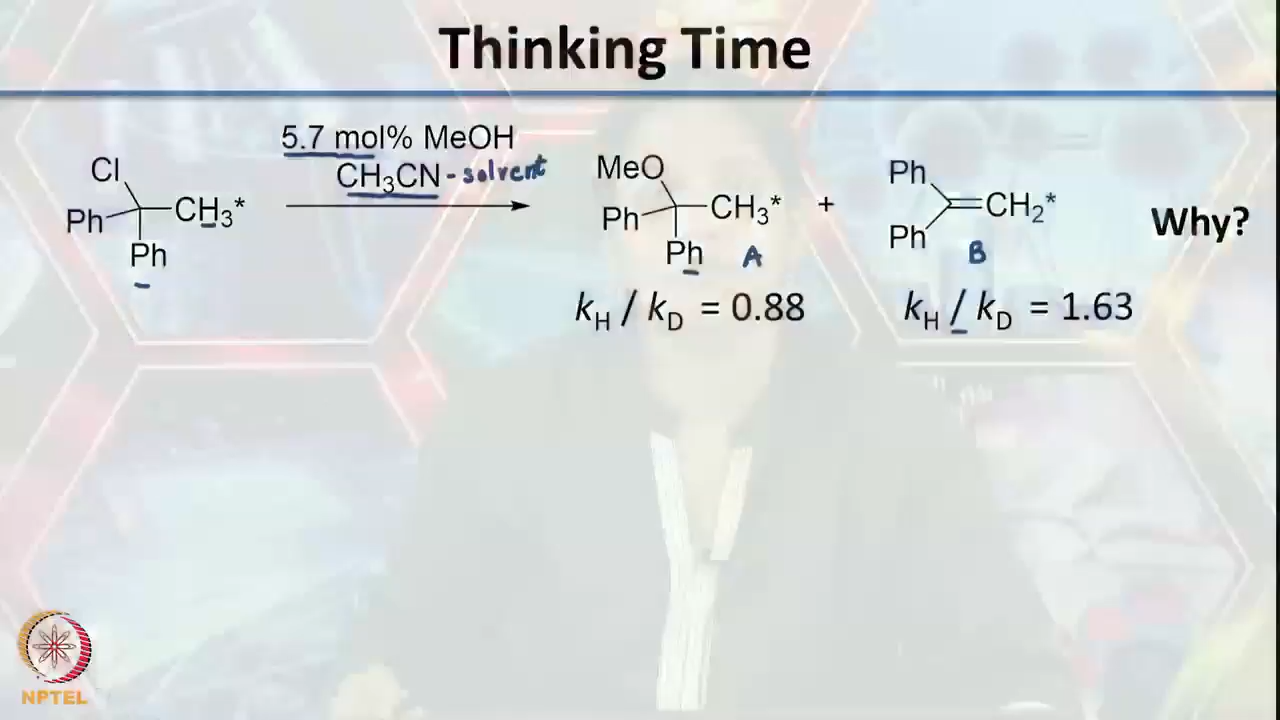 Thinking Time
5.7 mol% MeOH
CH₃CN - solvent
Cl
Ph
CH₃*
Ph
MeO
Ph
CH₃*
Ph
A
+
Ph
Ph
CH₂*
B
Why?
kH / kD = 0.88
kH / kD = 1.63
NPTEL